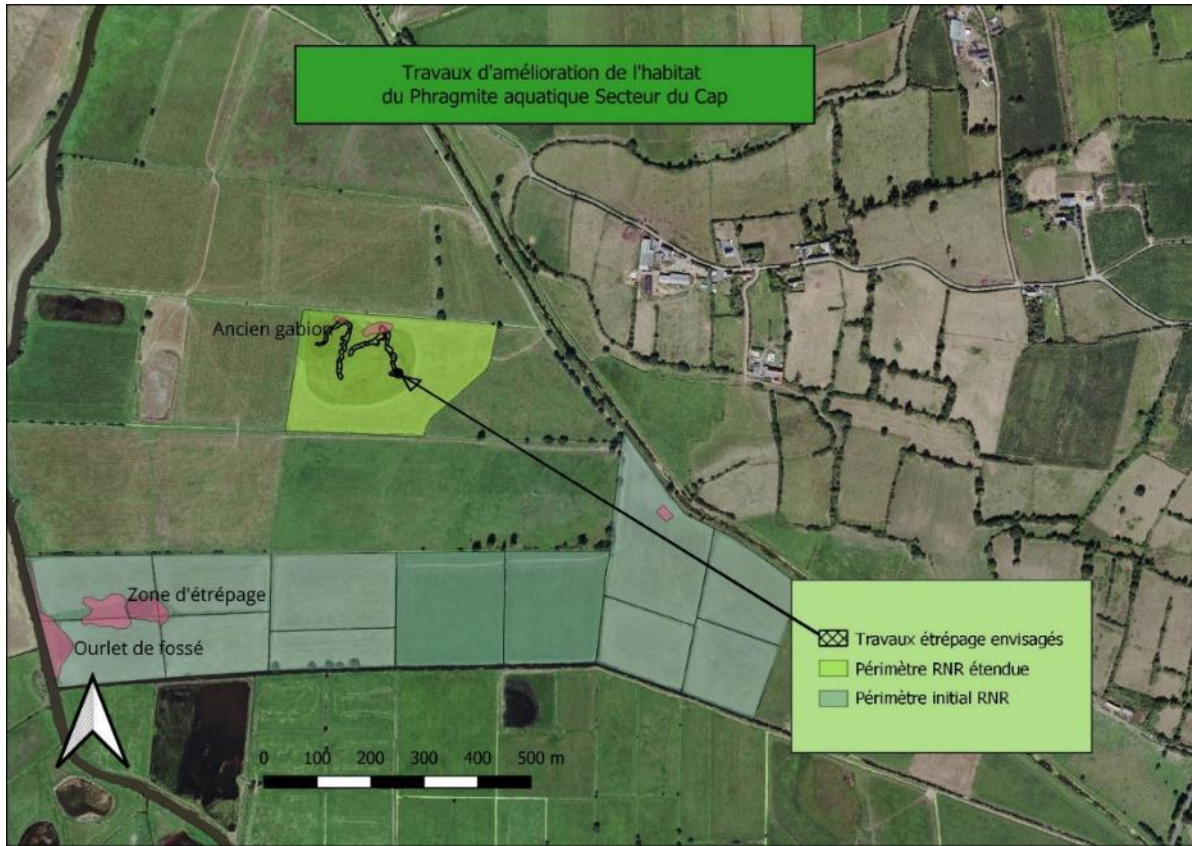 Travaux d'amélioration de l'habitat
du Phragmite aquatique Secteur du Cap
Ancien gabion
Zone d'étrépage
Ourlet de fossé
Travaux étrépage envisagés
Périmètre RNR étendue
Périmètre initial RNR
0 100 200 300 400 500 m